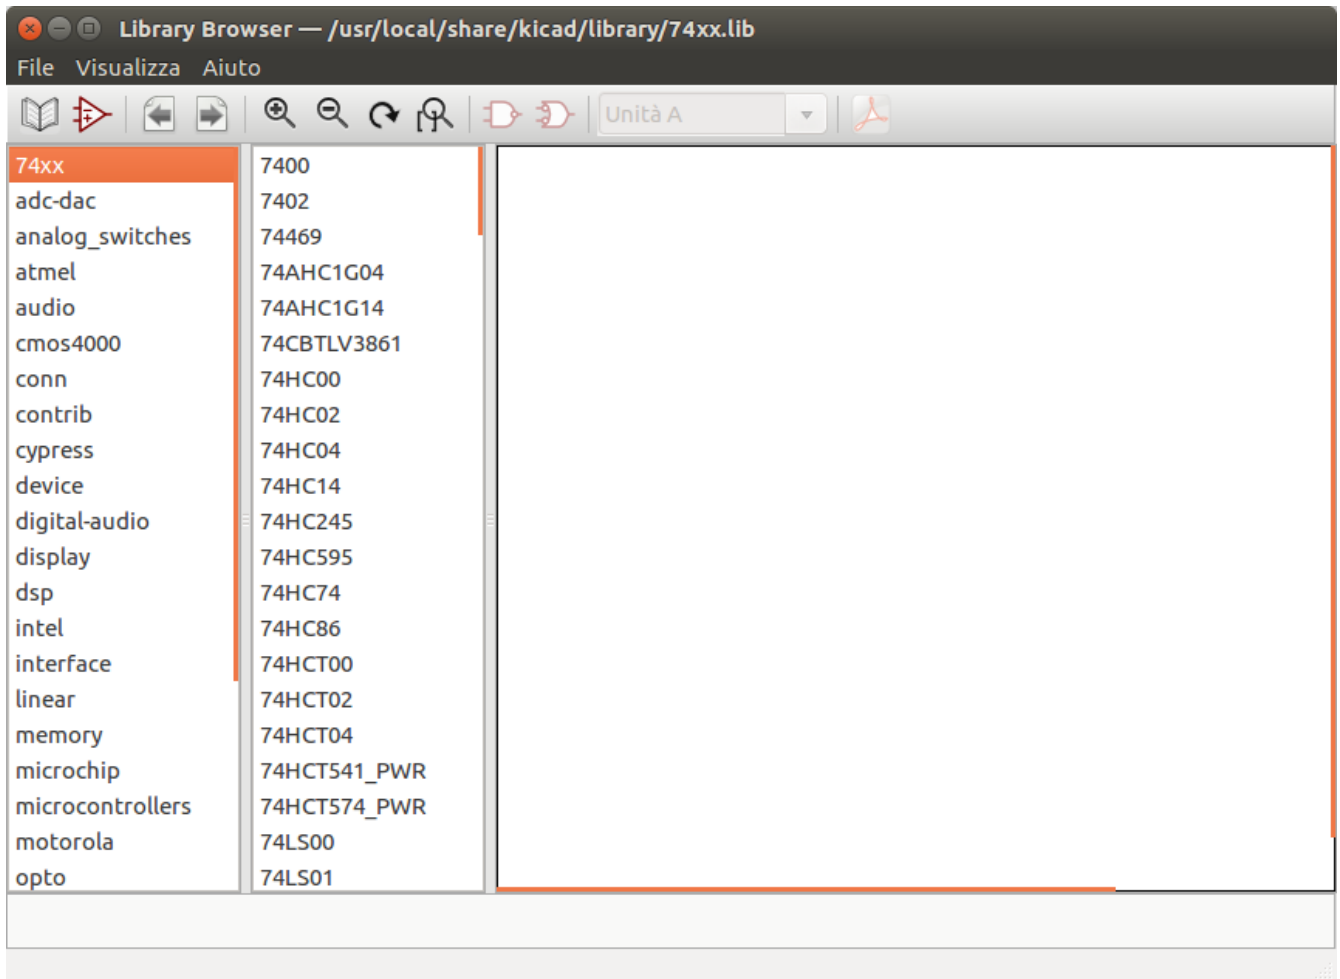 Library Browser — /usr/local/share/kicad/library/74xx.lib
File Visualizza Aiuto
Unità A
74xx
adc-dac
analog_switches
atmel
audio
cmos4000
conn
contrib
cypress
device
digital-audio
display
dsp
intel
interface
linear
memory
microchip
microcontrollers
motorola
opto
7400
7402
74469
74AHC1G04
74AHC1G14
74CBTLV3861
74HC00
74HC02
74HC04
74HC14
74HC245
74HC595
74HC74
74HC86
74HCT00
74HCT02
74HCT04
74HCT541_PWR
74HCT574_PWR
74LS00
74LS01